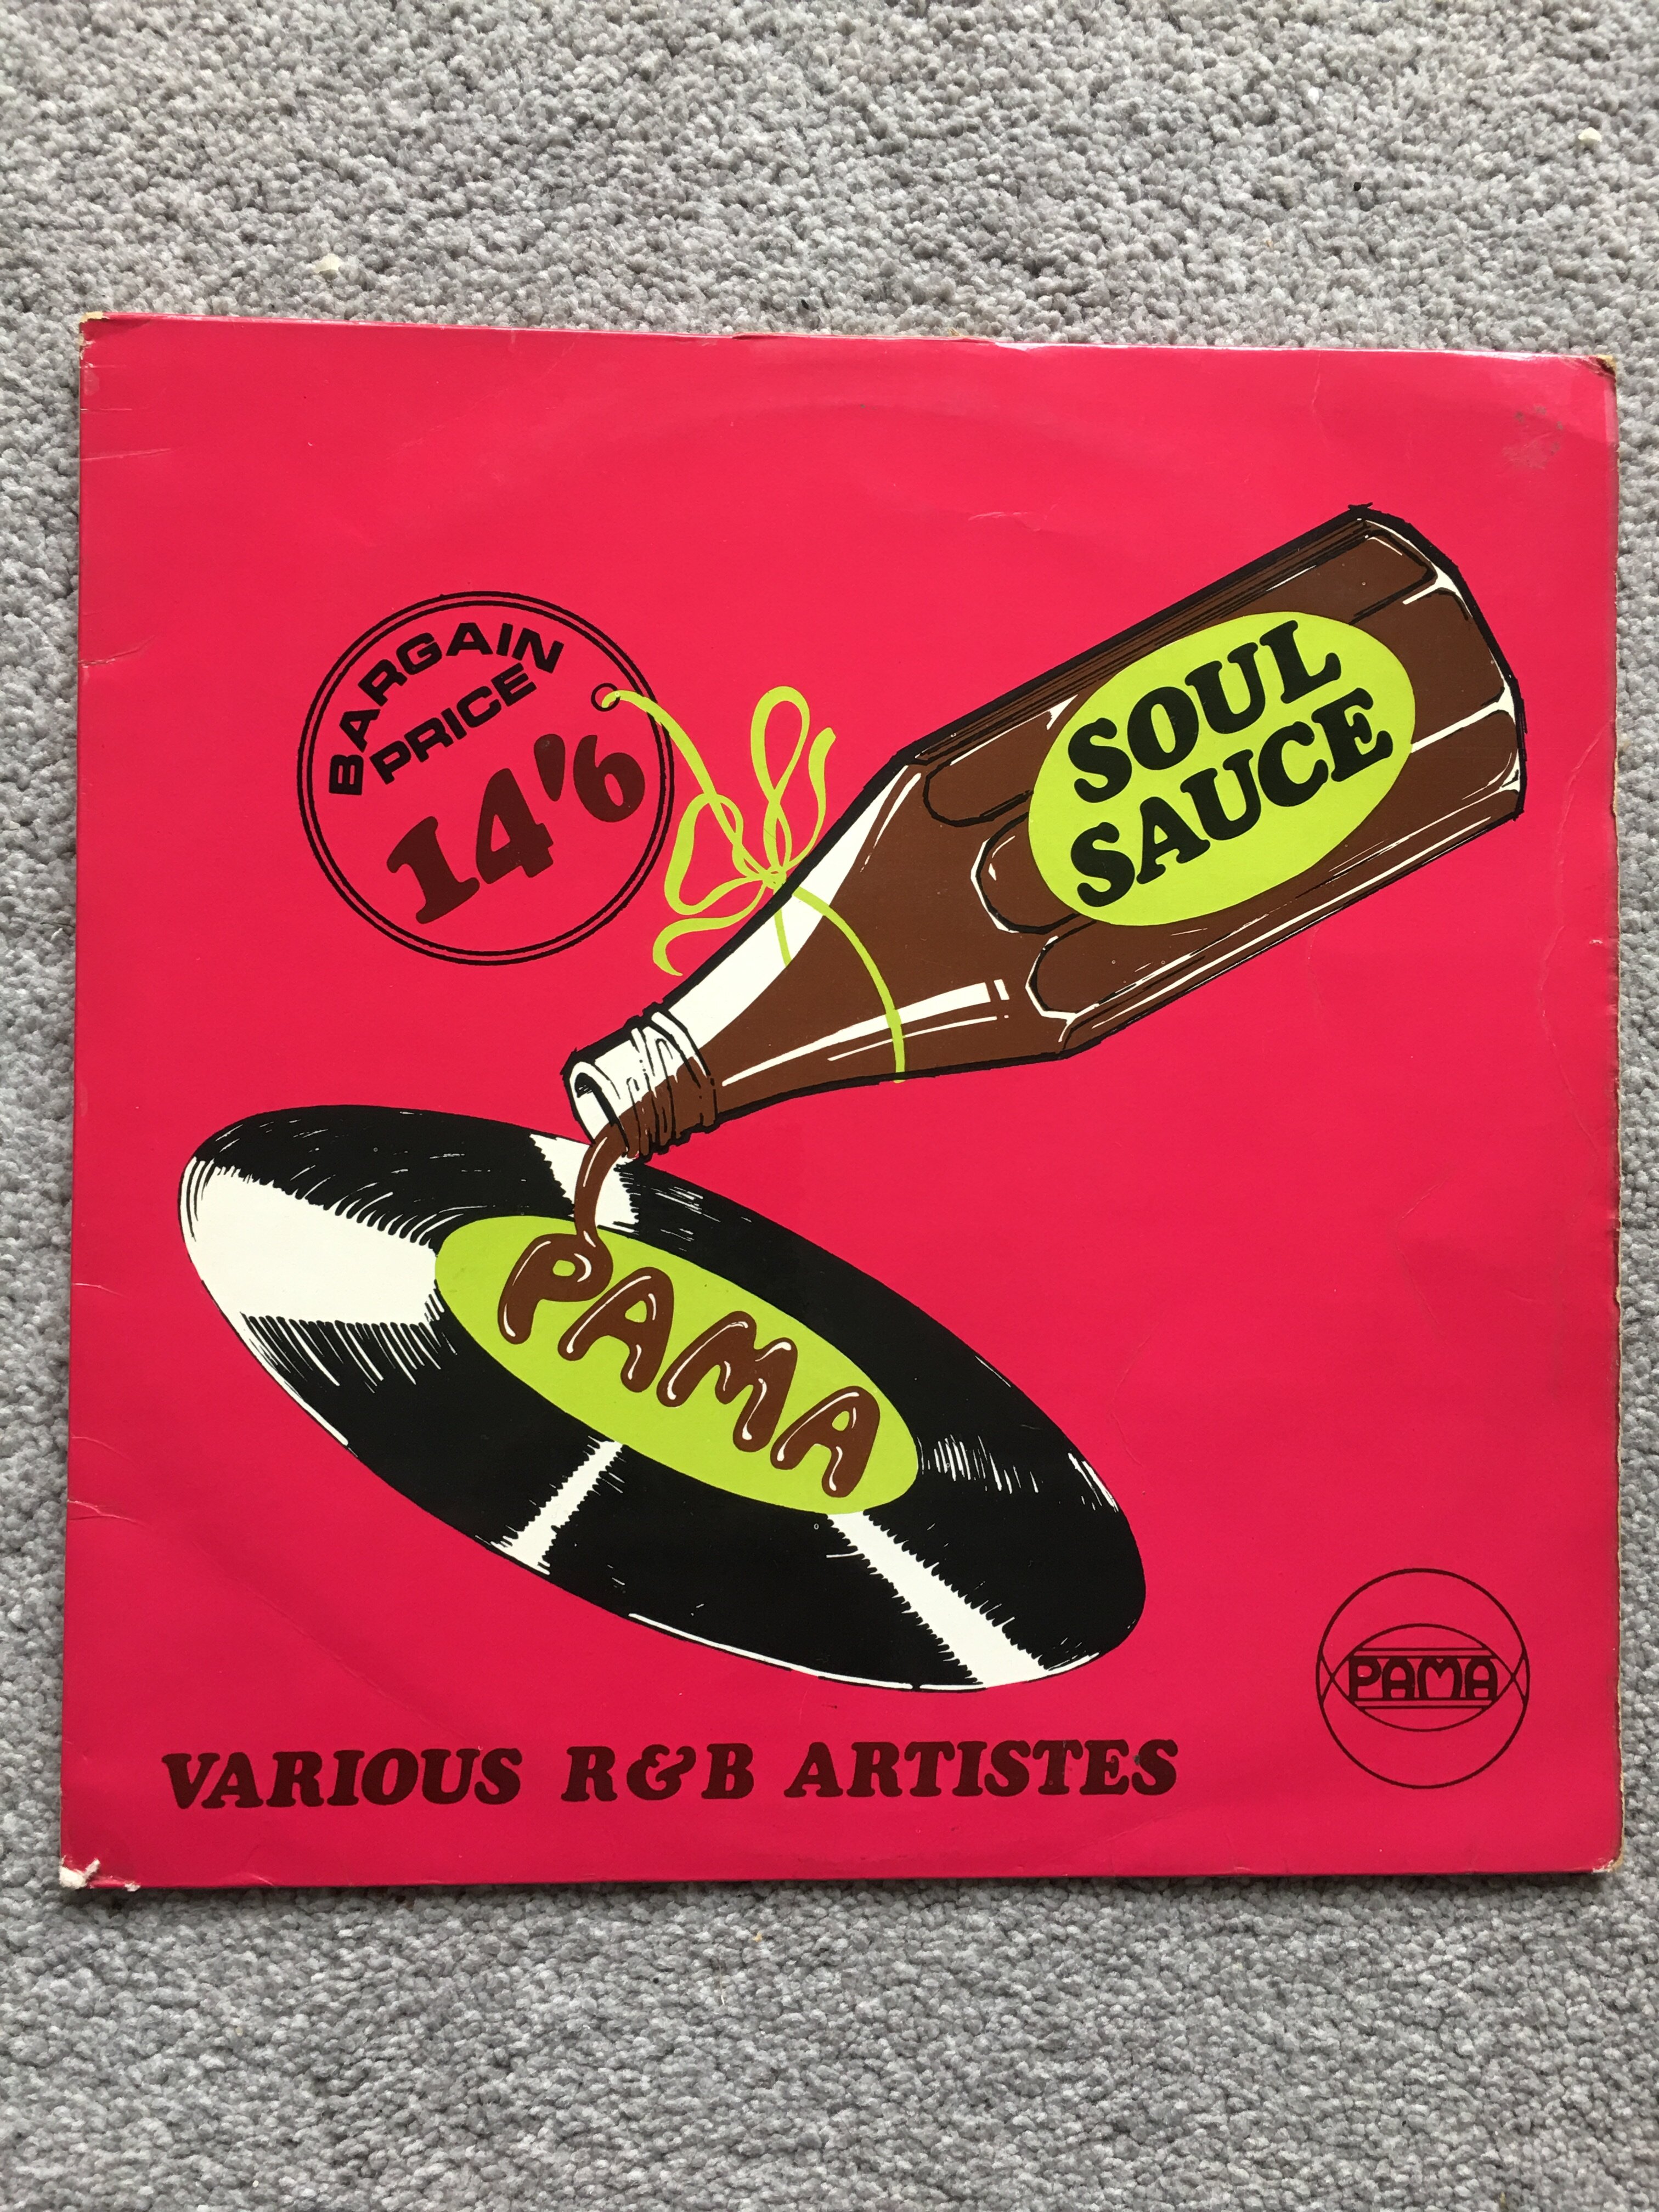 BARGAIN
PRICE
14'6
SOUL
SAUCE
PAMA
VARIOUS R&B ARTISTES
PAMA